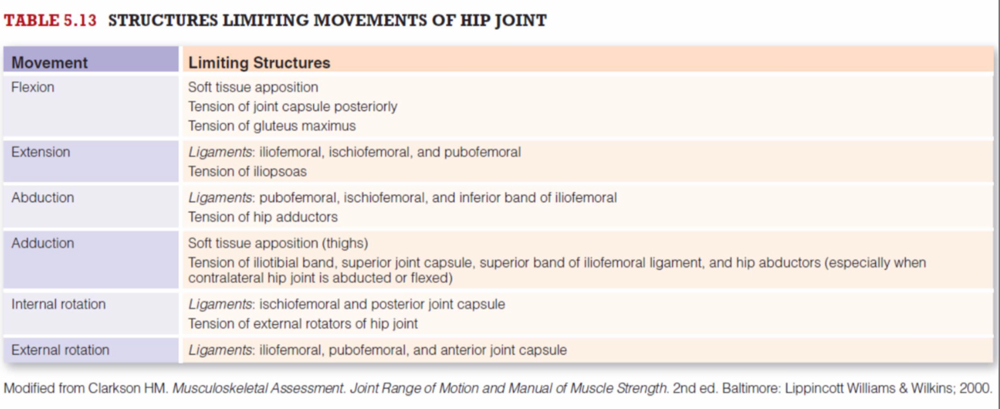 TABLE 5.13 STRUCTURES LIMITING MOVEMENTS OF HIP JOINT
Movement Limiting Structures
Flexion Soft tissue apposition
Tension of joint capsule posteriorly
Tension of gluteus maximus
Extension Ligaments: iliofemoral, ischiofemoral, and pubofemoral
Tension of iliopsoas
Abduction Ligaments: pubofemoral, ischiofemoral, and inferior band of iliofemoral
Tension of hip adductors
Adduction Soft tissue apposition (thighs)
Tension of iliotibial band, superior joint capsule, superior band of iliofemoral ligament, and hip abductors (especially when
contralateral hip joint is abducted or flexed)
Internal rotation Ligaments: ischiofemoral and posterior joint capsule
Tension of external rotators of hip joint
External rotation Ligaments: iliofemoral, pubofemoral, and anterior joint capsule
Modified from Clarkson HM. Musculoskeletal Assessment. Joint Range of Motion and Manual of Muscle Strength. 2nd ed. Baltimore: Lippincott Williams & Wilkins; 2000.